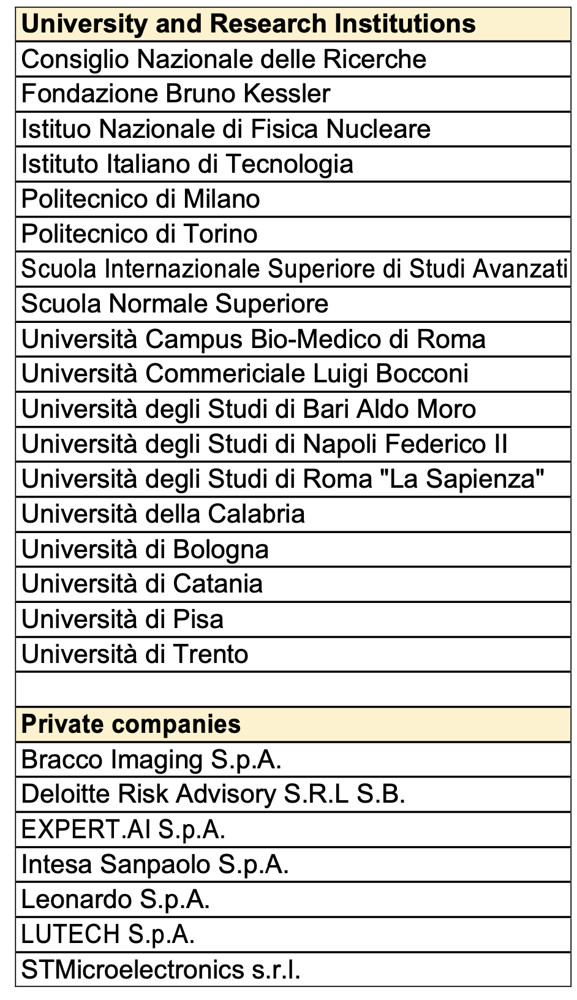 University and Research Institutions
Consiglio Nazionale delle Ricerche
Fondazione Bruno Kessler
Istituo Nazionale di Fisica Nucleare
Istituto Italiano di Tecnologia
Politecnico di Milano
Politecnico di Torino
Scuola Internazionale Superiore di Studi Avanzati
Scuola Normale Superiore
Università Campus Bio-Medico di Roma
Università Commericiale Luigi Bocconi
Università degli Studi di Bari Aldo Moro
Università degli Studi di Napoli Federico II
Università degli Studi di Roma "La Sapienza"
Università della Calabria
Università di Bologna
Università di Catania
Università di Pisa
Università di Trento
Private companies
Bracco Imaging S.p.A.
Deloitte Risk Advisory S.R.L S.B.
EXPERT.AI S.p.A.
Intesa Sanpaolo S.p.A.
Leonardo S.p.A.
LUTECH S.p.A.
STMicroelectronics s.r.l.